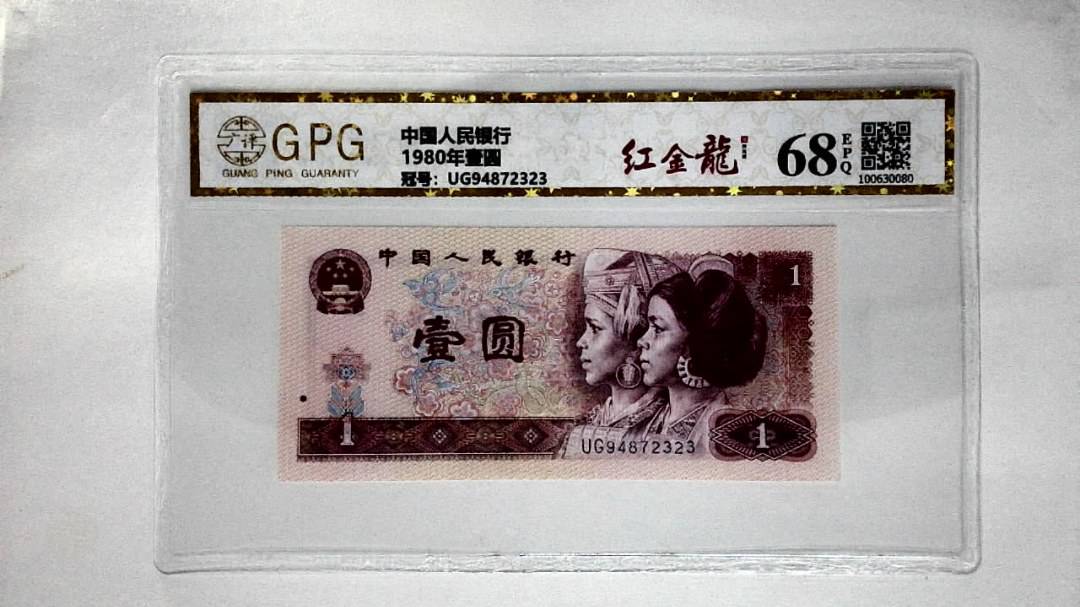 GPG
GUANG PING GUARANTY
中国人民银行
1980年壹圆
冠号：UG94872323
红金龍
68
EPQ
100630080
中国人民银行
1
壹圆
1
UG94872323
1